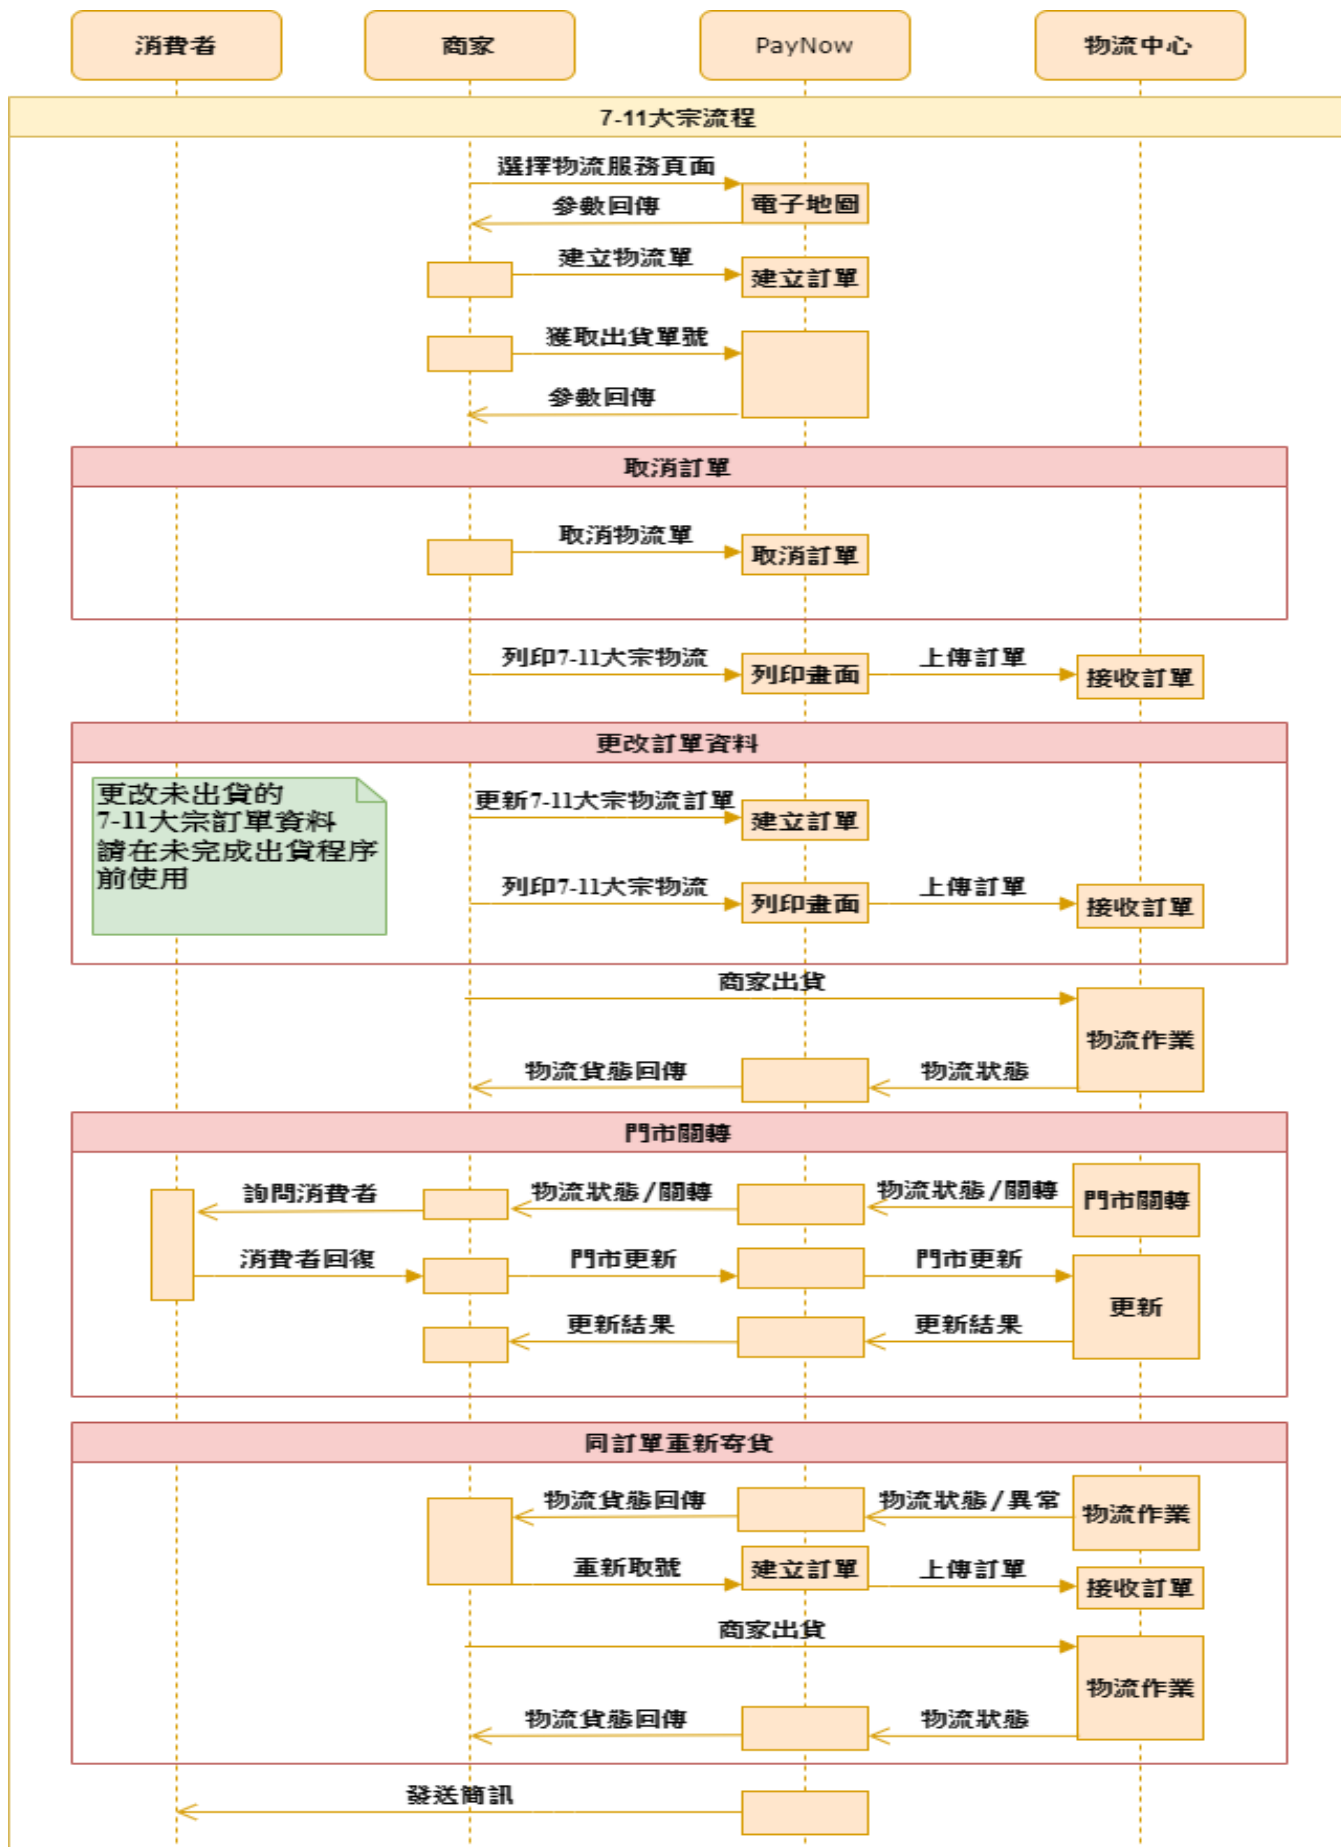 消費者
商家
PayNow
物流中心
7-11大宗流程
選擇物流服務頁面
電子地圖
參數回傳
建立物流單
建立訂單
獲取出貨單號
參數回傳
取消訂單
取消物流單
取消訂單
列印7-11大宗物流
列印畫面
上傳訂單
接收訂單
更改訂單資料
更改未出貨的
7-11大宗訂單資料
請在未完成出貨程序
前使用
更新7-11大宗物流訂單
建立訂單
列印7-11大宗物流
列印畫面
上傳訂單
接收訂單
商家出貨
物流作業
物流貨態回傳
物流狀態
門市關轉
詢問消費者
物流狀態/關轉
物流狀態/關轉
門市關轉
消費者回復
門市更新
門市更新
更新
更新結果
更新結果
同訂單重新寄貨
物流貨態回傳
物流狀態/異常
物流作業
重新取號
建立訂單
上傳訂單
接收訂單
商家出貨
物流作業
物流貨態回傳
物流狀態
發送簡訊